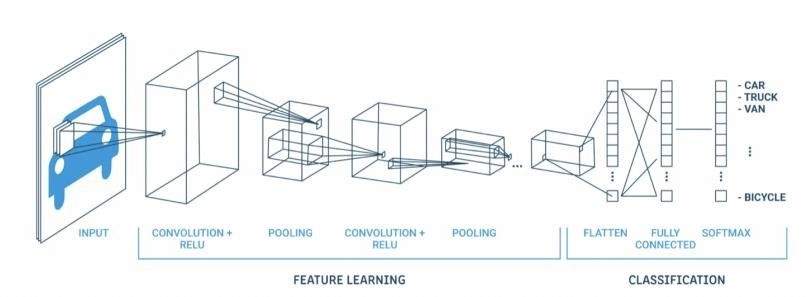 - CAR
- TRUCK
- VAN
- BICYCLE
INPUT
CONVOLUTION +
RELU
POOLING
CONVOLUTION +
RELU
POOLING
FLATTEN
FULLY
CONNECTED
SOFTMAX
FEATURE LEARNING
CLASSIFICATION